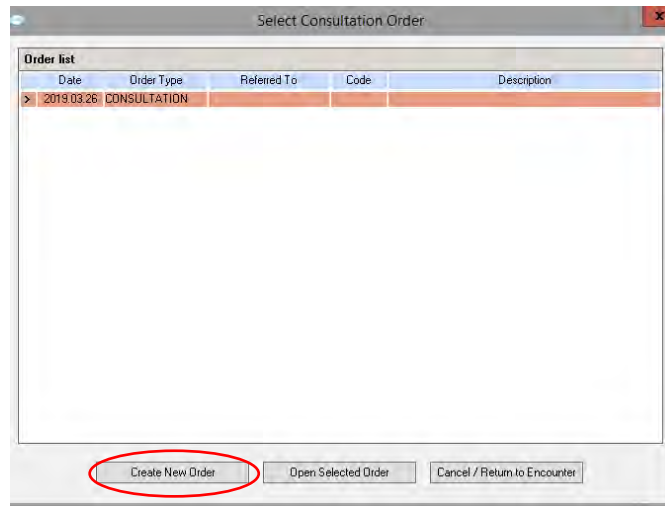 Select Consultation Order
x
Order list
Date Order Type Referred To Code Description
> 2019.03.26 CONSULTATION
Create New Order Open Selected Order Cancel / Return to Encounter